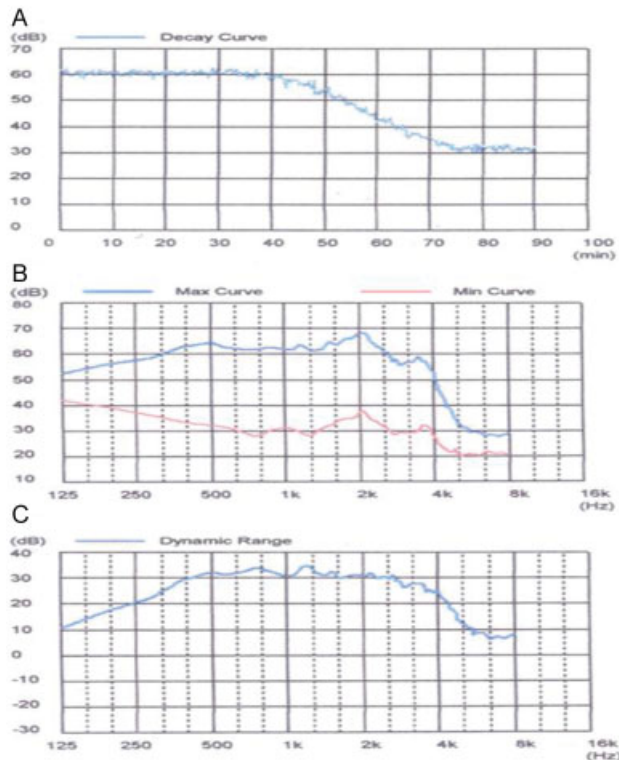 A
(dB)
Decay Curve
70
60
50
40
30
20
10
0
0 10 20 30 40 50 60 70 80 90 100
(min)
B
(dB)
Max Curve Min Curve
80
70
60
50
40
30
20
10
125 250 500 1k 2k 4k 8k 16k
(Hz)
C
(dB)
Dynamic Range
40
30
20
10
0
-10
-20
-30
125 250 500 1k 2k 4k 8k 16k
(Hz)